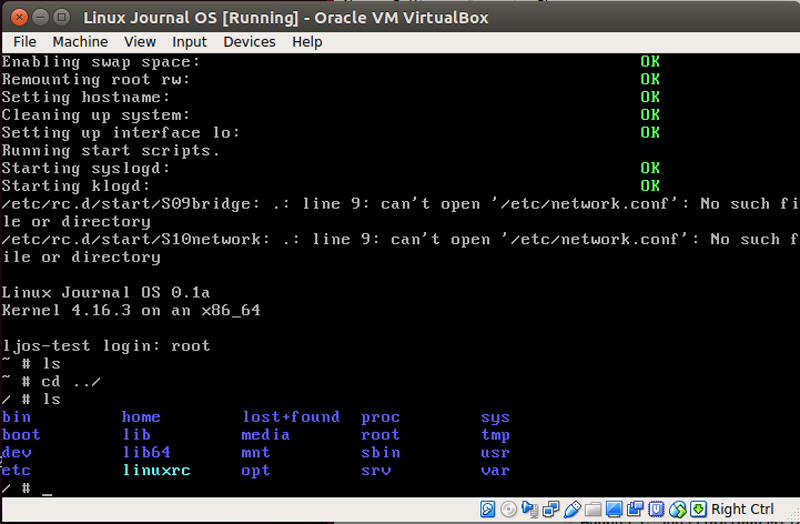 Linux Journal OS [Running] - Oracle VM VirtualBox
File Machine View Input Devices Help
Enabling swap space: OK
Remounting root rw: OK
Setting hostname: OK
Cleaning up system: OK
Setting up interface lo: OK
Running start scripts.
Starting syslogd: OK
Starting klogd: OK
/etc/rc.d/start/S09bridge: .: line 9: can't open '/etc/network.conf': No such fi
le or directory
/etc/rc.d/start/S10network: .: line 9: can't open '/etc/network.conf': No such f
ile or directory
Linux Journal OS 0.1a
Kernel 4.16.3 on an x86_64
ljos-test login: root
~ # ls
~ # cd ../
/ # ls
bin home lost+found proc sys
boot lib media root tmp
dev lib64 mnt sbin usr
etc linuxrc opt srv var
/ # _
Right Ctrl